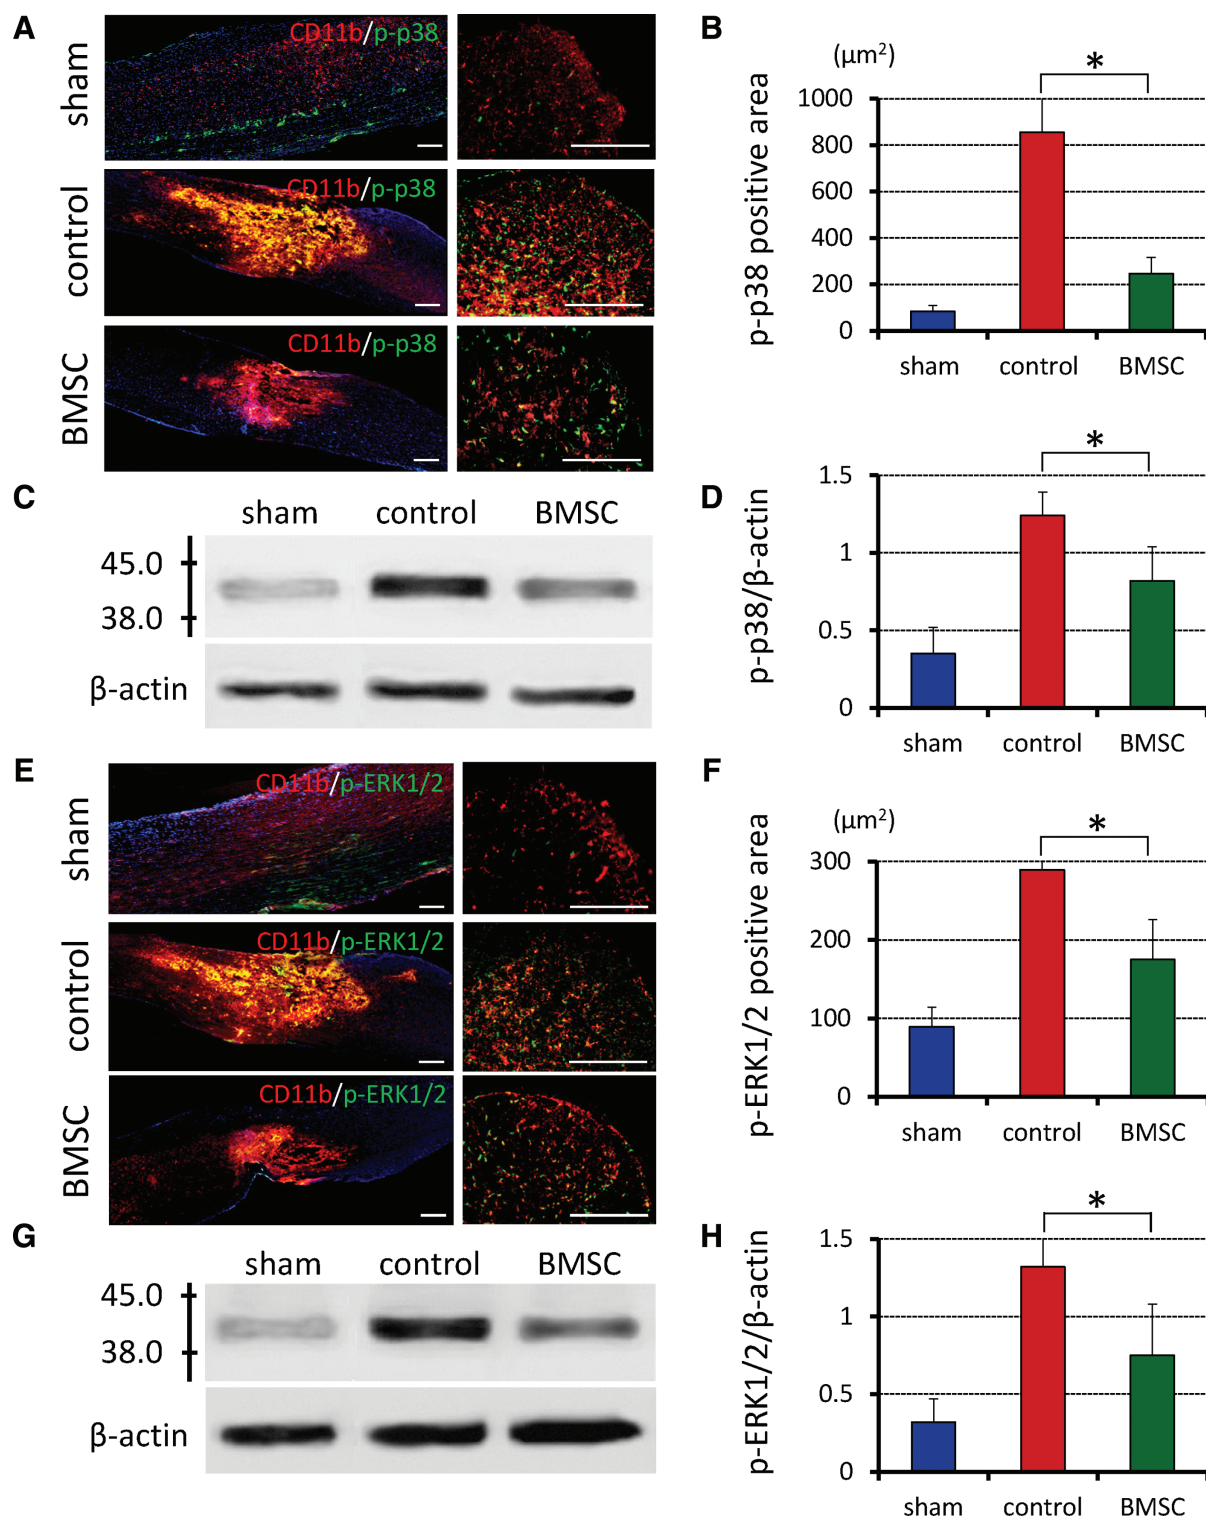 A
sham
CD11b/p-p38
control
CD11b/p-p38
BMSC
CD11b/p-p38
B
(µm²)
p-p38 positive area
1000
800
600
400
200
0
*
sham control BMSC
C
sham control BMSC
45.0
38.0
β-actin
D
p-p38/β-actin
1.5
1
0.5
0
*
sham control BMSC
E
sham
CD11b/p-ERK1/2
control
CD11b/p-ERK1/2
BMSC
CD11b/p-ERK1/2
F
(µm²)
p-ERK1/2 positive area
300
200
100
0
*
sham control BMSC
G
sham control BMSC
45.0
38.0
β-actin
H
p-ERK1/2/β-actin
1.5
1
0.5
0
*
sham control BMSC